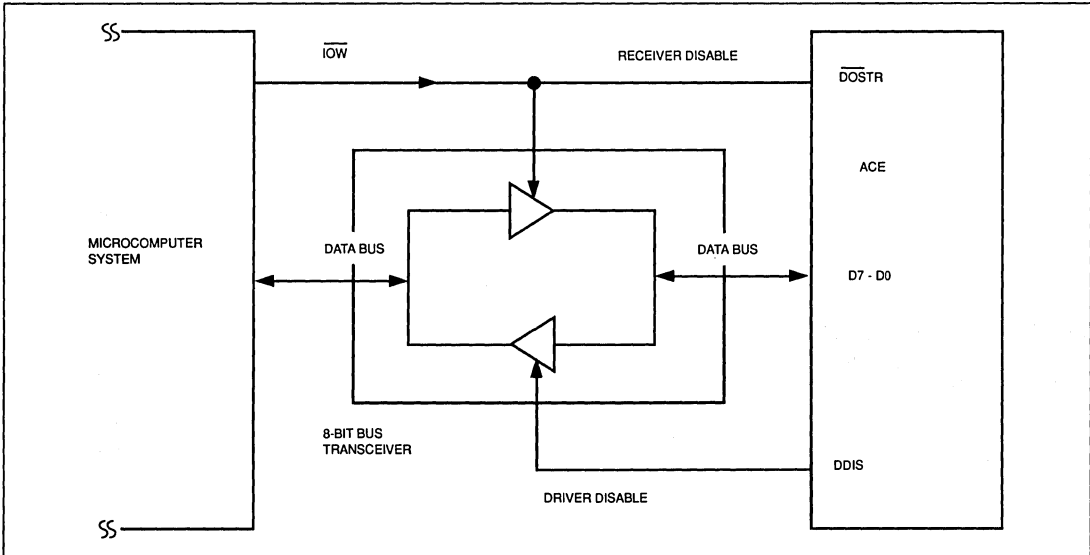 IOW
RECEIVER DISABLE
DOSTR
ACE
MICROCOMPUTER
SYSTEM
DATA BUS
DATA BUS
D7 - D0
8-BIT BUS
TRANSCEIVER
DDIS
DRIVER DISABLE